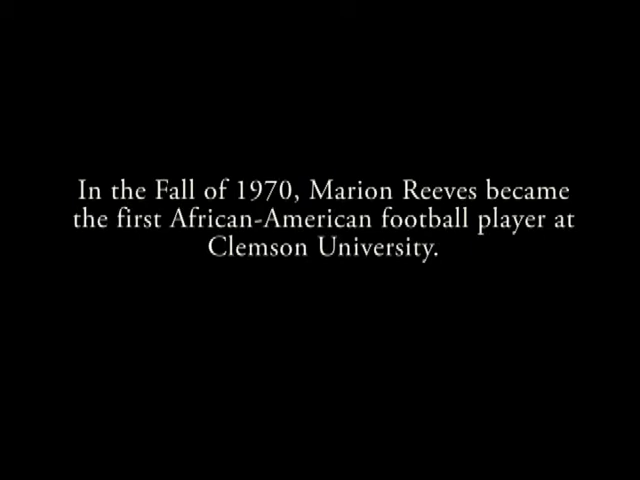 In the Fall of 1970, Marion Reeves became
the first African-American football player at
Clemson University.